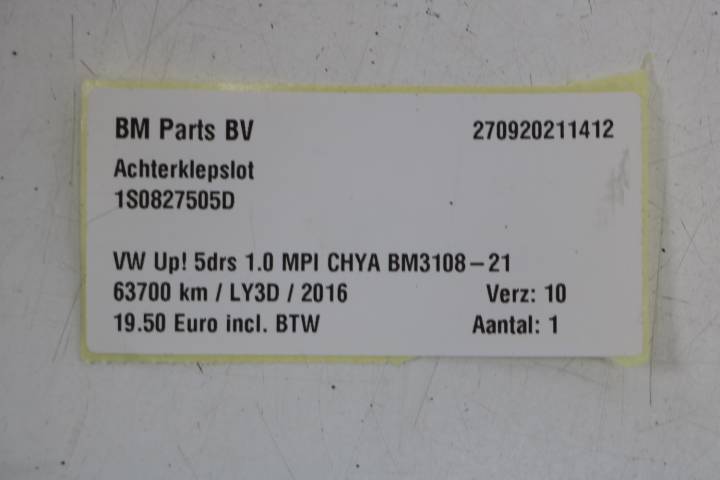 BM Parts BV 270920211412
Achterklepslot
1S0827505D
VW Up! 5drs 1.0 MPI CHYA BM3108-21
63700 km / LY3D / 2016 Verz: 10
19.50 Euro incl. BTW Aantal: 1